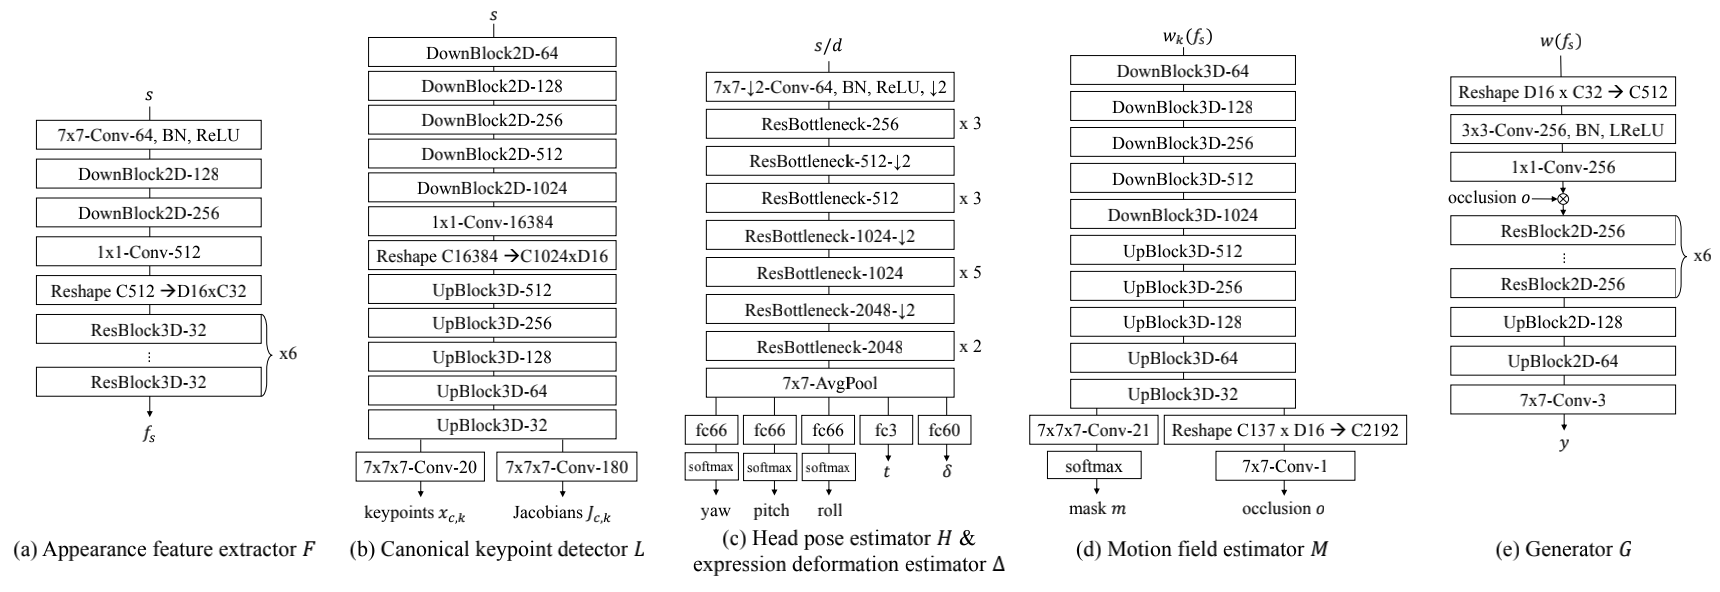 s
7x7-Conv-64, BN, ReLU
DownBlock2D-128
DownBlock2D-256
1x1-Conv-512
Reshape C512 →D16xC32
ResBlock3D-32
⋮
x6
ResBlock3D-32
f_s
(a) Appearance feature extractor F
s
DownBlock2D-64
DownBlock2D-128
DownBlock2D-256
DownBlock2D-512
DownBlock2D-1024
1x1-Conv-16384
Reshape C16384 →C1024xD16
UpBlock3D-512
UpBlock3D-256
UpBlock3D-128
UpBlock3D-64
UpBlock3D-32
7x7x7-Conv-20 7x7x7-Conv-180
keypoints x_{c,k} Jacobians J_{c,k}
(b) Canonical keypoint detector L
s/d
7x7-↓2-Conv-64, BN, ReLU, ↓2
ResBottleneck-256 x 3
ResBottleneck-512-↓2
ResBottleneck-512 x 3
ResBottleneck-1024-↓2
ResBottleneck-1024 x 5
ResBottleneck-2048-↓2
ResBottleneck-2048 x 2
7x7-AvgPool
fc66 fc66 fc66 fc3 fc60
softmax softmax softmax t δ
yaw pitch roll
(c) Head pose estimator H &
expression deformation estimator Δ
w_k(f_s)
DownBlock3D-64
DownBlock3D-128
DownBlock3D-256
DownBlock3D-512
DownBlock3D-1024
UpBlock3D-512
UpBlock3D-256
UpBlock3D-128
UpBlock3D-64
UpBlock3D-32
7x7x7-Conv-21 Reshape C137 x D16 → C2192
softmax 7x7-Conv-1
mask m occlusion o
(d) Motion field estimator M
w(f_s)
Reshape D16 x C32 → C512
3x3-Conv-256, BN, LReLU
1x1-Conv-256
occlusion o ⊗
ResBlock2D-256
⋮ x6
ResBlock2D-256
UpBlock2D-128
UpBlock2D-64
7x7-Conv-3
y
(e) Generator G